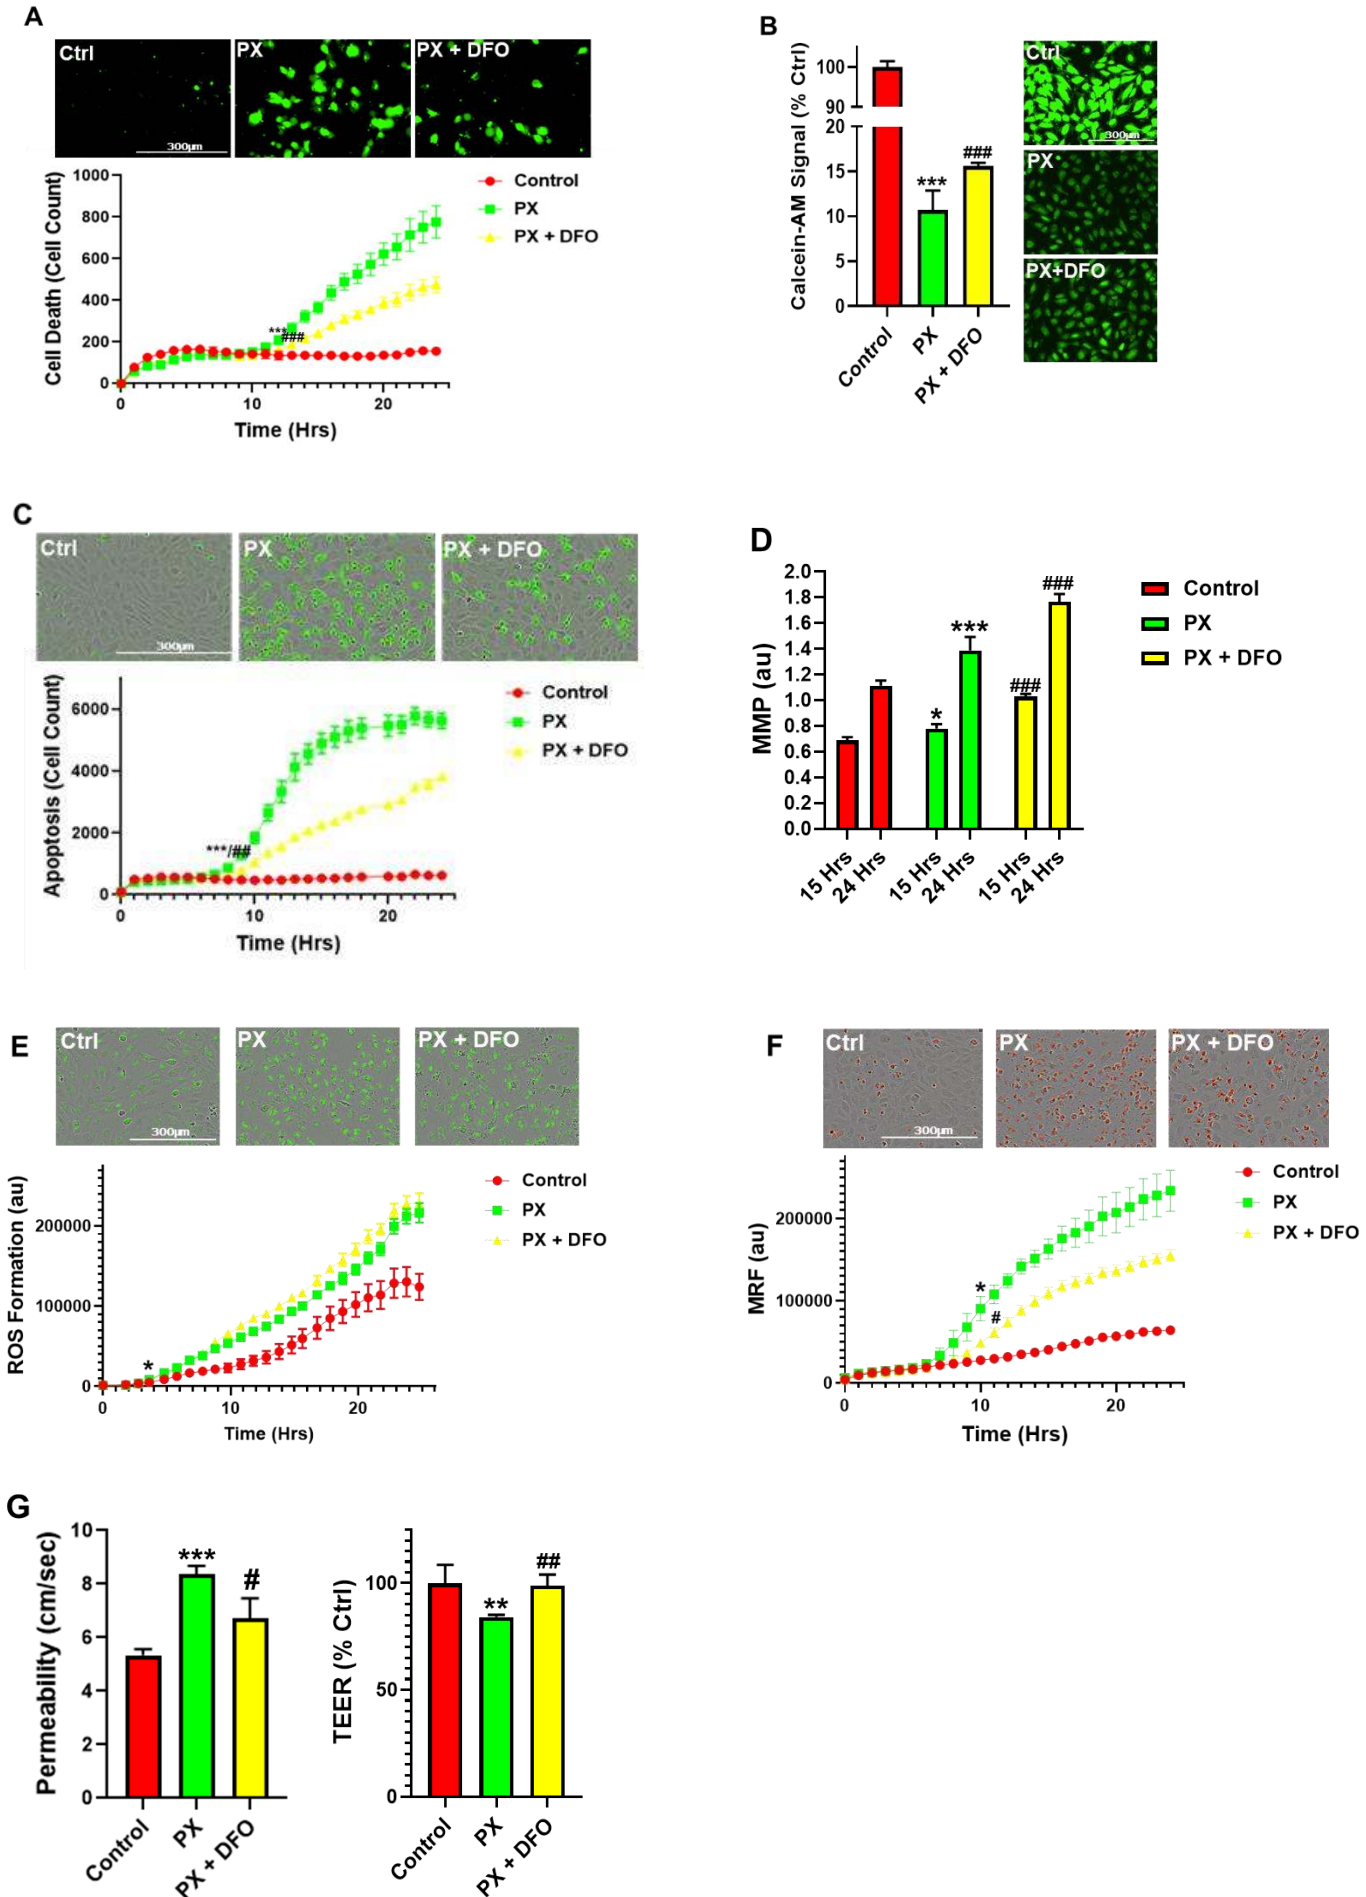 A
Ctrl
PX
PX + DFO
300µm
Cell Death (Cell Count)
1000
800
600
400
200
0
***
###
0
10
20
Time (Hrs)
Control
PX
PX + DFO
B
Calcein-AM Signal (% Ctrl)
100
90
20
15
10
5
0
***
###
Control
PX
PX + DFO
Ctrl
300µm
PX
PX+DFO
C
Ctrl
PX
PX + DFO
300µm
Apoptosis (Cell Count)
6000
4000
2000
0
***/##
0
10
20
Time (Hrs)
Control
PX
PX + DFO
D
MMP (au)
2.0
1.8
1.6
1.4
1.2
1.0
0.8
0.6
0.4
0.2
0.0
*
***
###
###
15 Hrs
24 Hrs
15 Hrs
24 Hrs
15 Hrs
24 Hrs
Control
PX
PX + DFO
E
Ctrl
PX
PX + DFO
300µm
ROS Formation (au)
200000
100000
0
*
0
10
20
Time (Hrs)
Control
PX
PX + DFO
F
Ctrl
PX
PX + DFO
300µm
MRF (au)
200000
100000
0
*
#
0
10
20
Time (Hrs)
Control
PX
PX + DFO
G
Permeability (cm/sec)
10
8
6
4
2
0
***
#
Control
PX
PX + DFO
TEER (% Ctrl)
100
50
0
**
##
Control
PX
PX + DFO